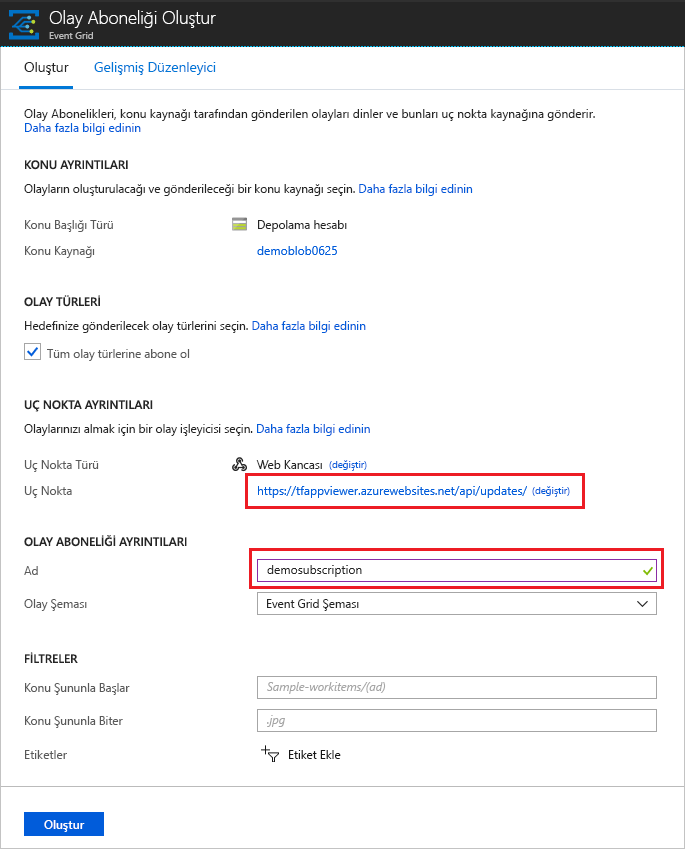 Olay Aboneliği Oluştur
Event Grid
Oluştur Gelişmiş Düzenleyici
Olay Abonelikleri, konu kaynağı tarafından gönderilen olayları dinler ve bunları uç nokta kaynağına gönderir.
Daha fazla bilgi edinin
KONU AYRINTILARI
Olayların oluşturulacağı ve gönderileceği bir konu kaynağı seçin. Daha fazla bilgi edinin
Konu Başlığı Türü Depolama hesabı
Konu Kaynağı demoblob0625
OLAY TÜRLERİ
Hedefinize gönderilecek olay türlerini seçin. Daha fazla bilgi edinin
Tüm olay türlerine abone ol
UÇ NOKTA AYRINTILARI
Olaylarınızı almak için bir olay işleyicisi seçin. Daha fazla bilgi edinin
Uç Nokta Türü Web Kancası (değiştir)
Uç Nokta https://tfappviewer.azurewebsites.net/api/updates/ (değiştir)
OLAY ABONELİĞİ AYRINTILARI
Ad demosubscription
Olay Şeması Event Grid Şeması
FİLTRELER
Konu Şununla Başlar Sample-workitems/(ad)
Konu Şununla Biter .jpg
Etiketler Etiket Ekle
Oluştur